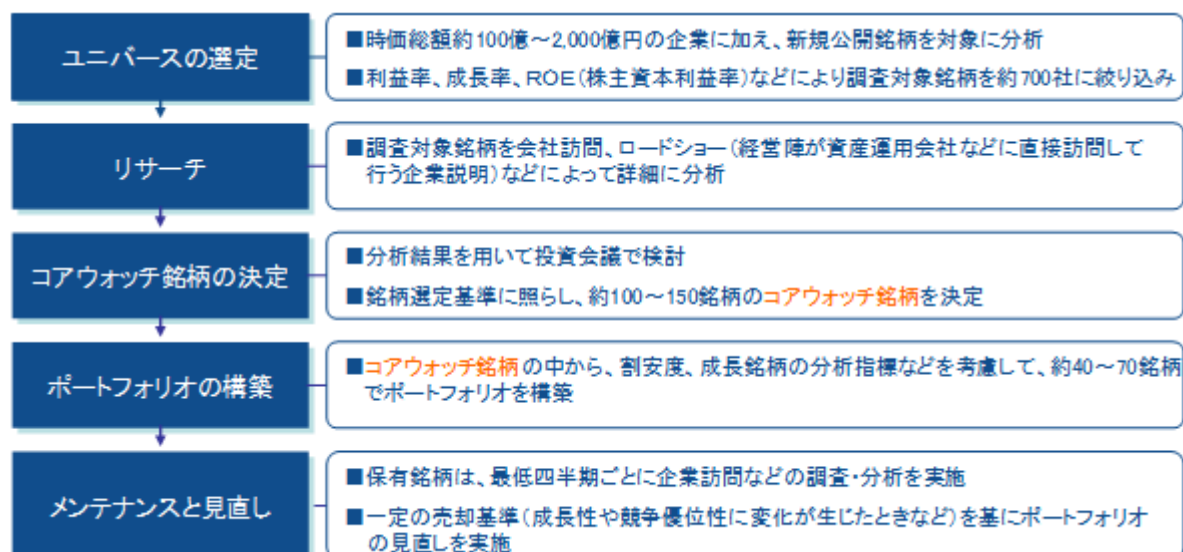 ユニバースの選定
■時価総額約100億~2,000億円の企業に加え、新規公開銘柄を対象に分析
■利益率、成長率、ROE(株主資本利益率)などにより調査対象銘柄を約700社に絞り込み
リサーチ
■調査対象銘柄を会社訪問、ロードショー(経営陣が資産運用会社などに直接訪問して
行う企業説明)などによって詳細に分析
コアウォッチ銘柄の決定
■分析結果を用いて投資会議で検討
■銘柄選定基準に照らし、約100~150銘柄のコアウォッチ銘柄を決定
ポートフォリオの構築
■コアウォッチ銘柄の中から、割安度、成長銘柄の分析指標などを考慮して、約40~70銘柄
でポートフォリオを構築
メンテナンスと見直し
■保有銘柄は、最低四半期ごとに企業訪問などの調査・分析を実施
■一定の売却基準(成長性や競争優位性に変化が生じたときなど)を基にポートフォリオ
の見直しを実施